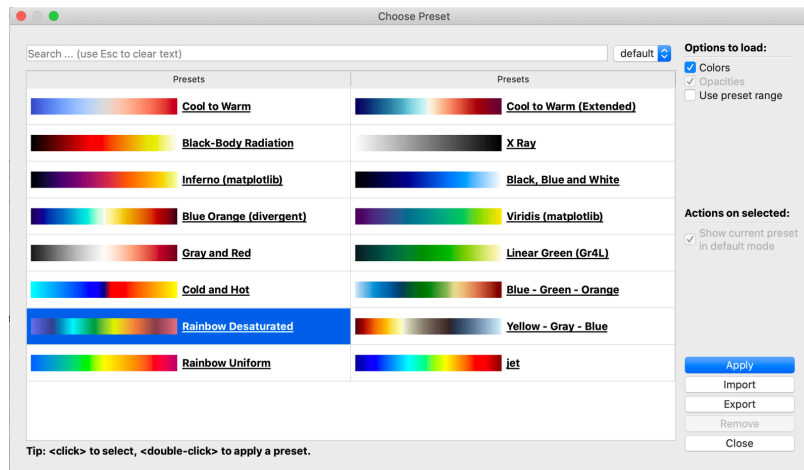 Choose Preset
Search ... (use Esc to clear text)
default
Presets
Presets
Cool to Warm
Cool to Warm (Extended)
Black-Body Radiation
X Ray
Inferno (matplotlib)
Black, Blue and White
Blue Orange (divergent)
Viridis (matplotlib)
Gray and Red
Linear Green (Gr4L)
Cold and Hot
Blue - Green - Orange
Rainbow Desaturated
Yellow - Gray - Blue
Rainbow Uniform
jet
Tip: <click> to select, <double-click> to apply a preset.
Options to load:
Colors
Opacities
Use preset range
Actions on selected:
Show current preset
in default mode
Apply
Import
Export
Remove
Close